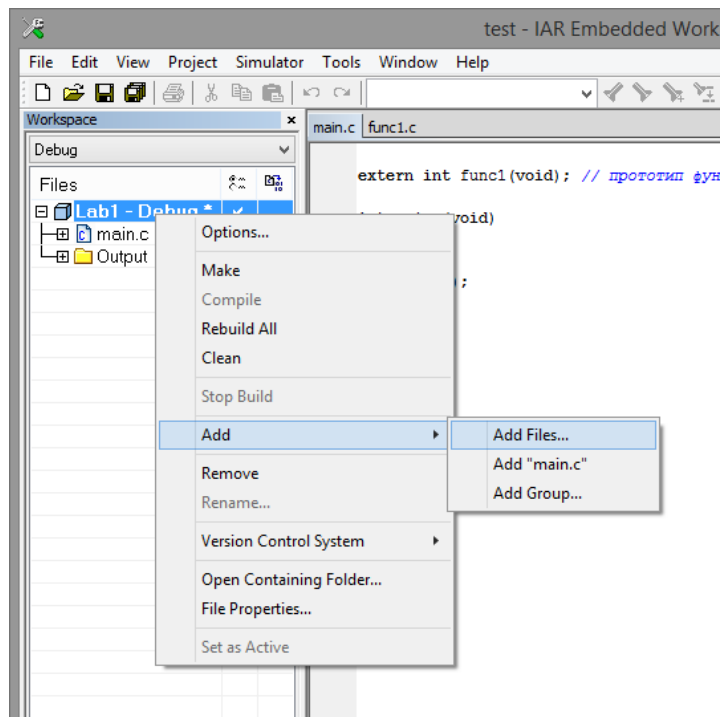 test - IAR Embedded Work
File Edit View Project Simulator Tools Window Help
Workspace
main.c func1.c
Debug
Files
extern int func1(void); // прототип фун
Lab1 - Debug *
void)
main.c
Output
);
Options...
Make
Compile
Rebuild All
Clean
Stop Build
Add
Add Files...
Add "main.c"
Add Group...
Remove
Rename...
Version Control System
Open Containing Folder...
File Properties...
Set as Active